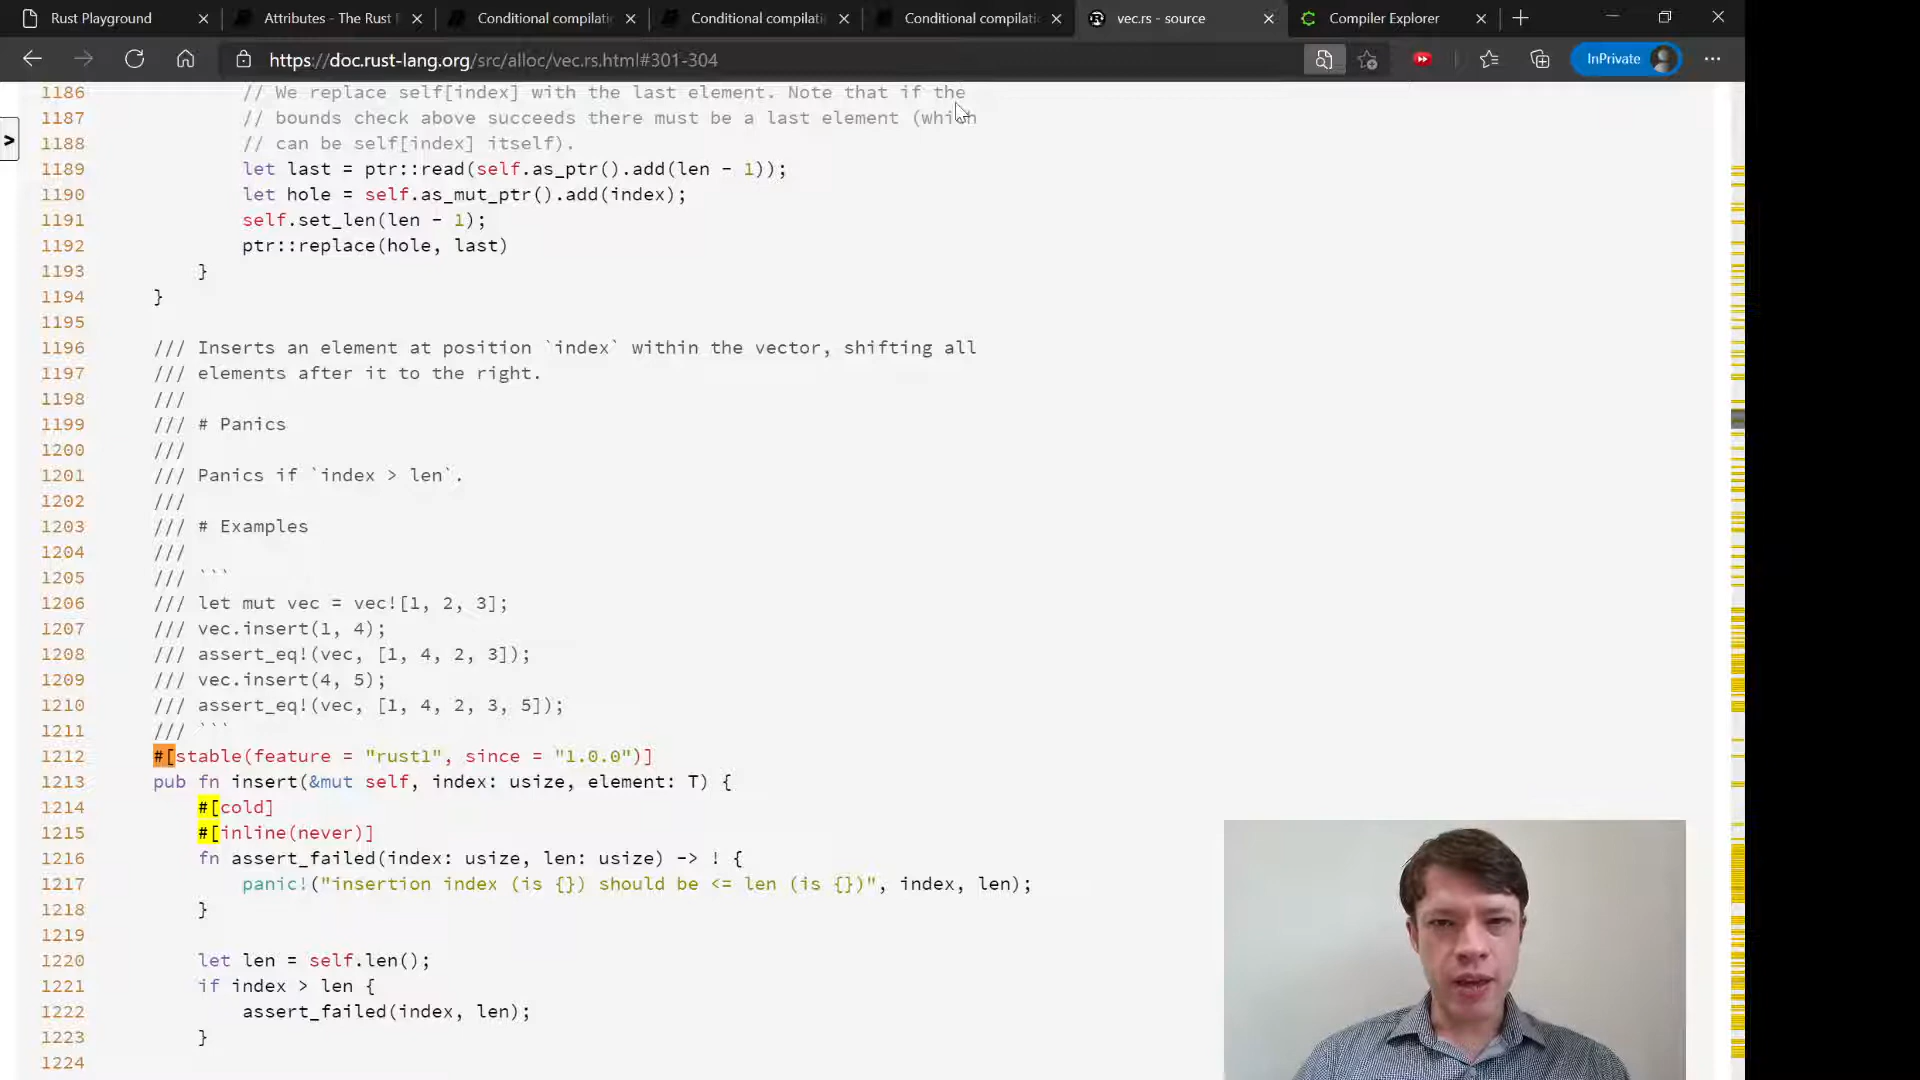 Rust Playground
Attributes - The Rust
Conditional compilati
Conditional compilati
Conditional compilati
vec.rs - source
Compiler Explorer
https://doc.rust-lang.org/src/alloc/vec.rs.html#301-304
InPrivate
1186 // We replace self[index] with the last element. Note that if the
1187 // bounds check above succeeds there must be a last element (which
1188 // can be self[index] itself).
1189 let last = ptr::read(self.as_ptr().add(len - 1));
1190 let hole = self.as_mut_ptr().add(index);
1191 self.set_len(len - 1);
1192 ptr::replace(hole, last)
1193 }
1194 }
1195
1196 /// Inserts an element at position `index` within the vector, shifting all
1197 /// elements after it to the right.
1198 ///
1199 /// # Panics
1200 ///
1201 /// Panics if `index > len`.
1202 ///
1203 /// # Examples
1204 ///
1205 /// ```
1206 /// let mut vec = vec![1, 2, 3];
1207 /// vec.insert(1, 4);
1208 /// assert_eq!(vec, [1, 4, 2, 3]);
1209 /// vec.insert(4, 5);
1210 /// assert_eq!(vec, [1, 4, 2, 3, 5]);
1211 /// ```
1212 #[stable(feature = "rust1", since = "1.0.0")]
1213 pub fn insert(&mut self, index: usize, element: T) {
1214 #[cold]
1215 #[inline(never)]
1216 fn assert_failed(index: usize, len: usize) -> ! {
1217 panic!("insertion index (is {}) should be <= len (is {})", index, len);
1218 }
1219
1220 let len = self.len();
1221 if index > len {
1222 assert_failed(index, len);
1223 }
1224